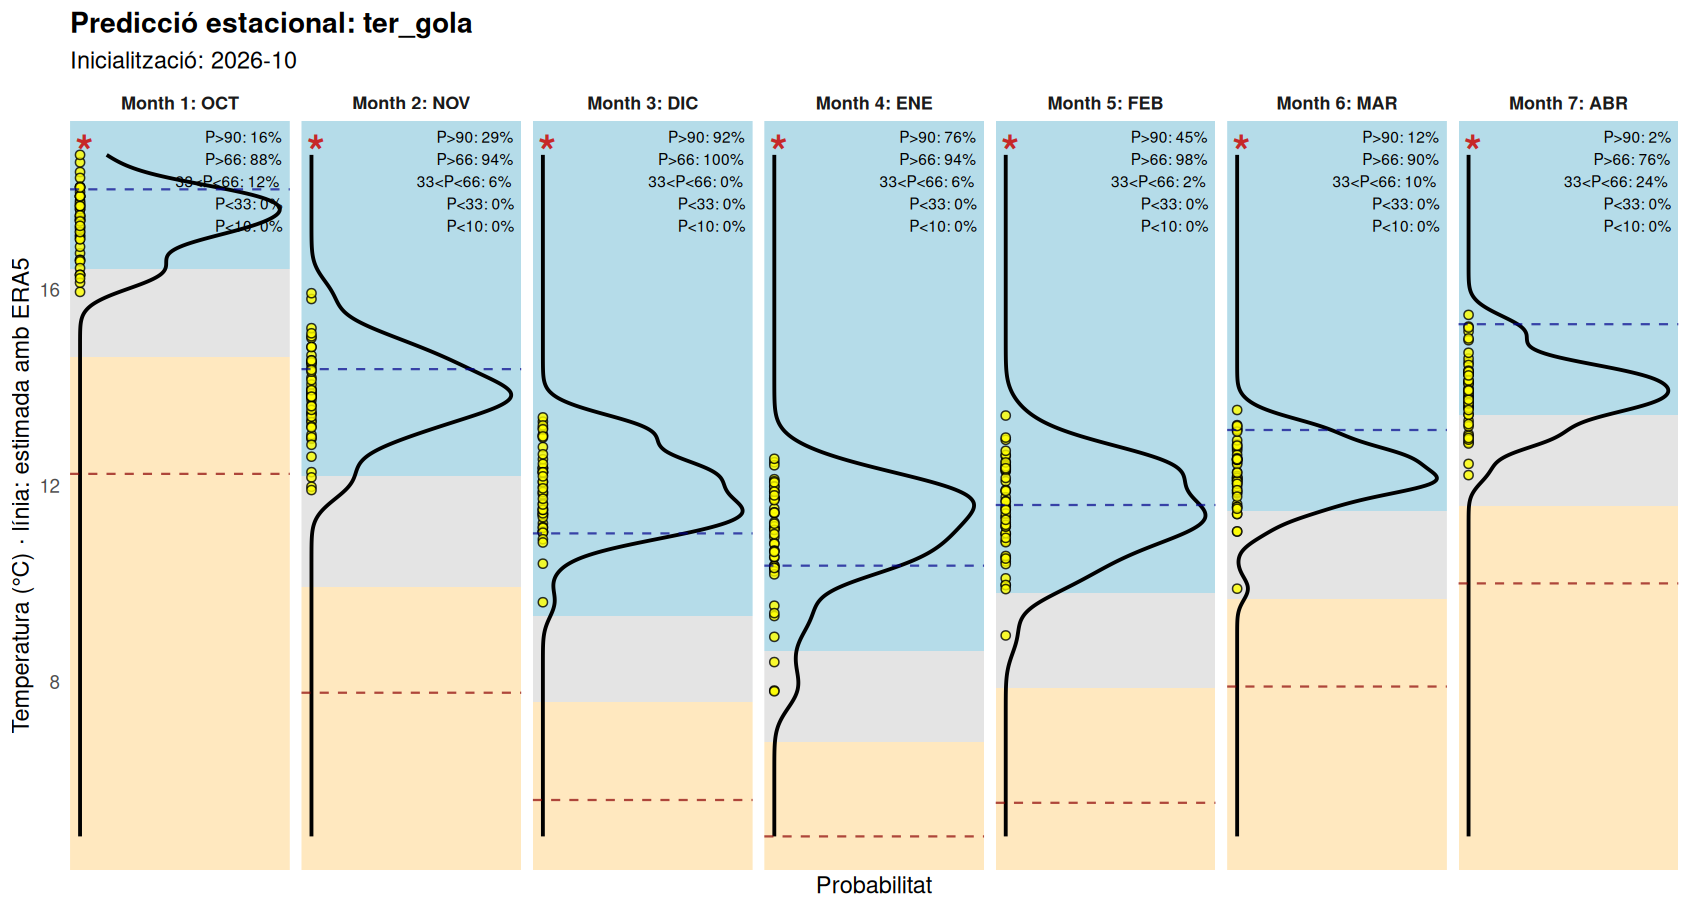 Predicció estacional: ter_gola
Inicialització: 2026-10
Month 1: OCT
Month 2: NOV
Month 3: DIC
Month 4: ENE
Month 5: FEB
Month 6: MAR
Month 7: ABR
*
P>90: 16%
P>66: 88%
33<P<66: 12%
P<33: 0%
P<10: 0%
*
P>90: 29%
P>66: 94%
33<P<66: 6%
P<33: 0%
P<10: 0%
*
P>90: 92%
P>66: 100%
33<P<66: 0%
P<33: 0%
P<10: 0%
*
P>90: 76%
P>66: 94%
33<P<66: 6%
P<33: 0%
P<10: 0%
*
P>90: 45%
P>66: 98%
33<P<66: 2%
P<33: 0%
P<10: 0%
*
P>90: 12%
P>66: 90%
33<P<66: 10%
P<33: 0%
P<10: 0%
*
P>90: 2%
P>66: 76%
33<P<66: 24%
P<33: 0%
P<10: 0%
16
12
8
Temperatura (°C) · línia: estimada amb ERA5
Probabilitat